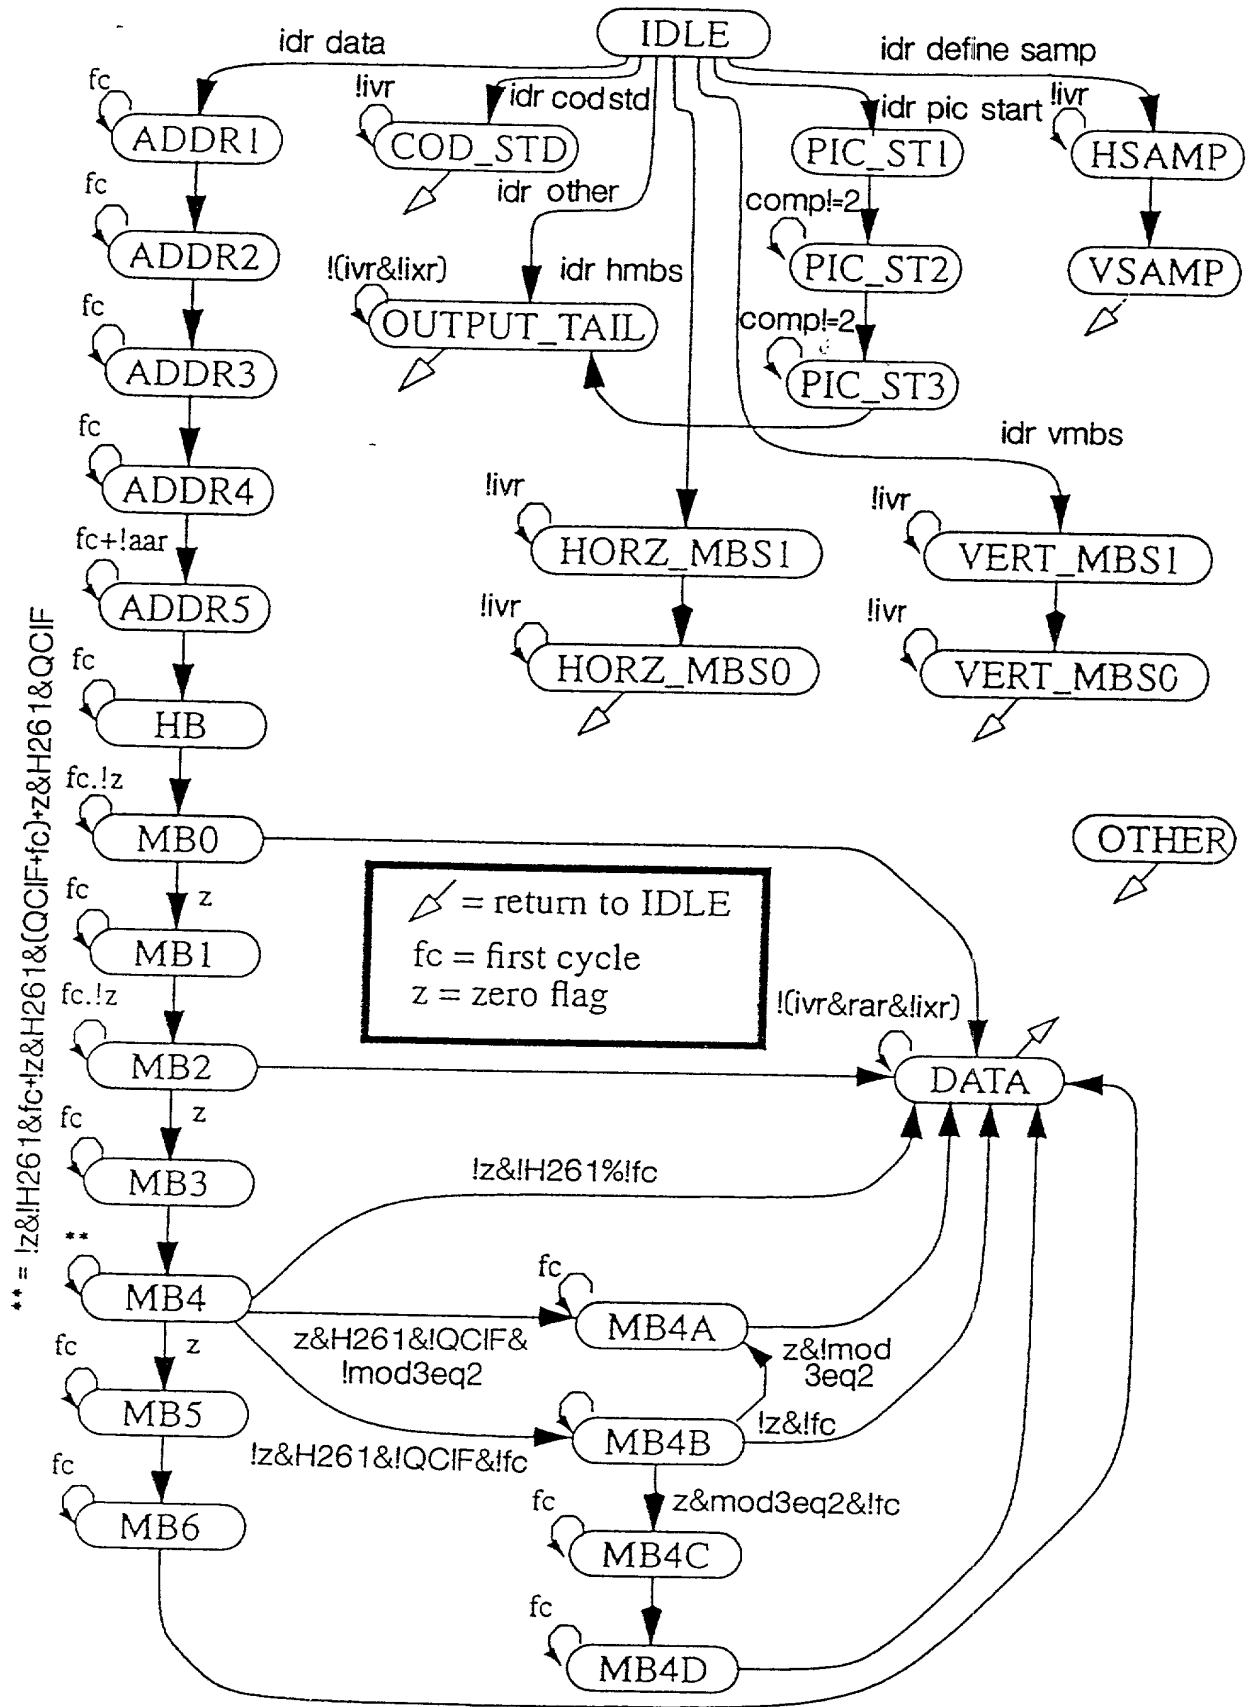 IDLE
idr data
idr define samp
fc
!ivr
idr codstd
idr pic start
!ivr
ADDR1
COD_STD
PIC_ST1
HSAMP
fc
idr other
comp!=2
ADDR2
PIC_ST2
VSAMP
!(ivr&!ixr)
idr hmbs
fc
OUTPUT_TAIL
comp!=2
ADDR3
PIC_ST3
fc
idr vmbs
ADDR4
!ivr
!ivr
fc+!aar
HORZ_MBS1
VERT_MBS1
ADDR5
!ivr
!ivr
fc
HORZ_MBS0
VERT_MBS0
HB
fc.!z
MB0
OTHER
fc
z
= return to IDLE
MB1
fc = first cycle
fc.!z
z = zero flag
!(ivr&rar&!ixr)
MB2
DATA
fc
z
MB3
!z&!H261%!fc
**
MB4
fc
MB4A
z&H261&!QCIF&
!mod3eq2
z&!mod
3eq2
fc
z
MB5
MB4B
!z&!fc
!z&H261&!QCIF&!fc
fc
z&mod3eq2&!fc
MB6
fc
MB4C
fc
MB4D
** = !z&!H261&fc+!z&H261&(QCIF+fc)+z&H261&QCIF